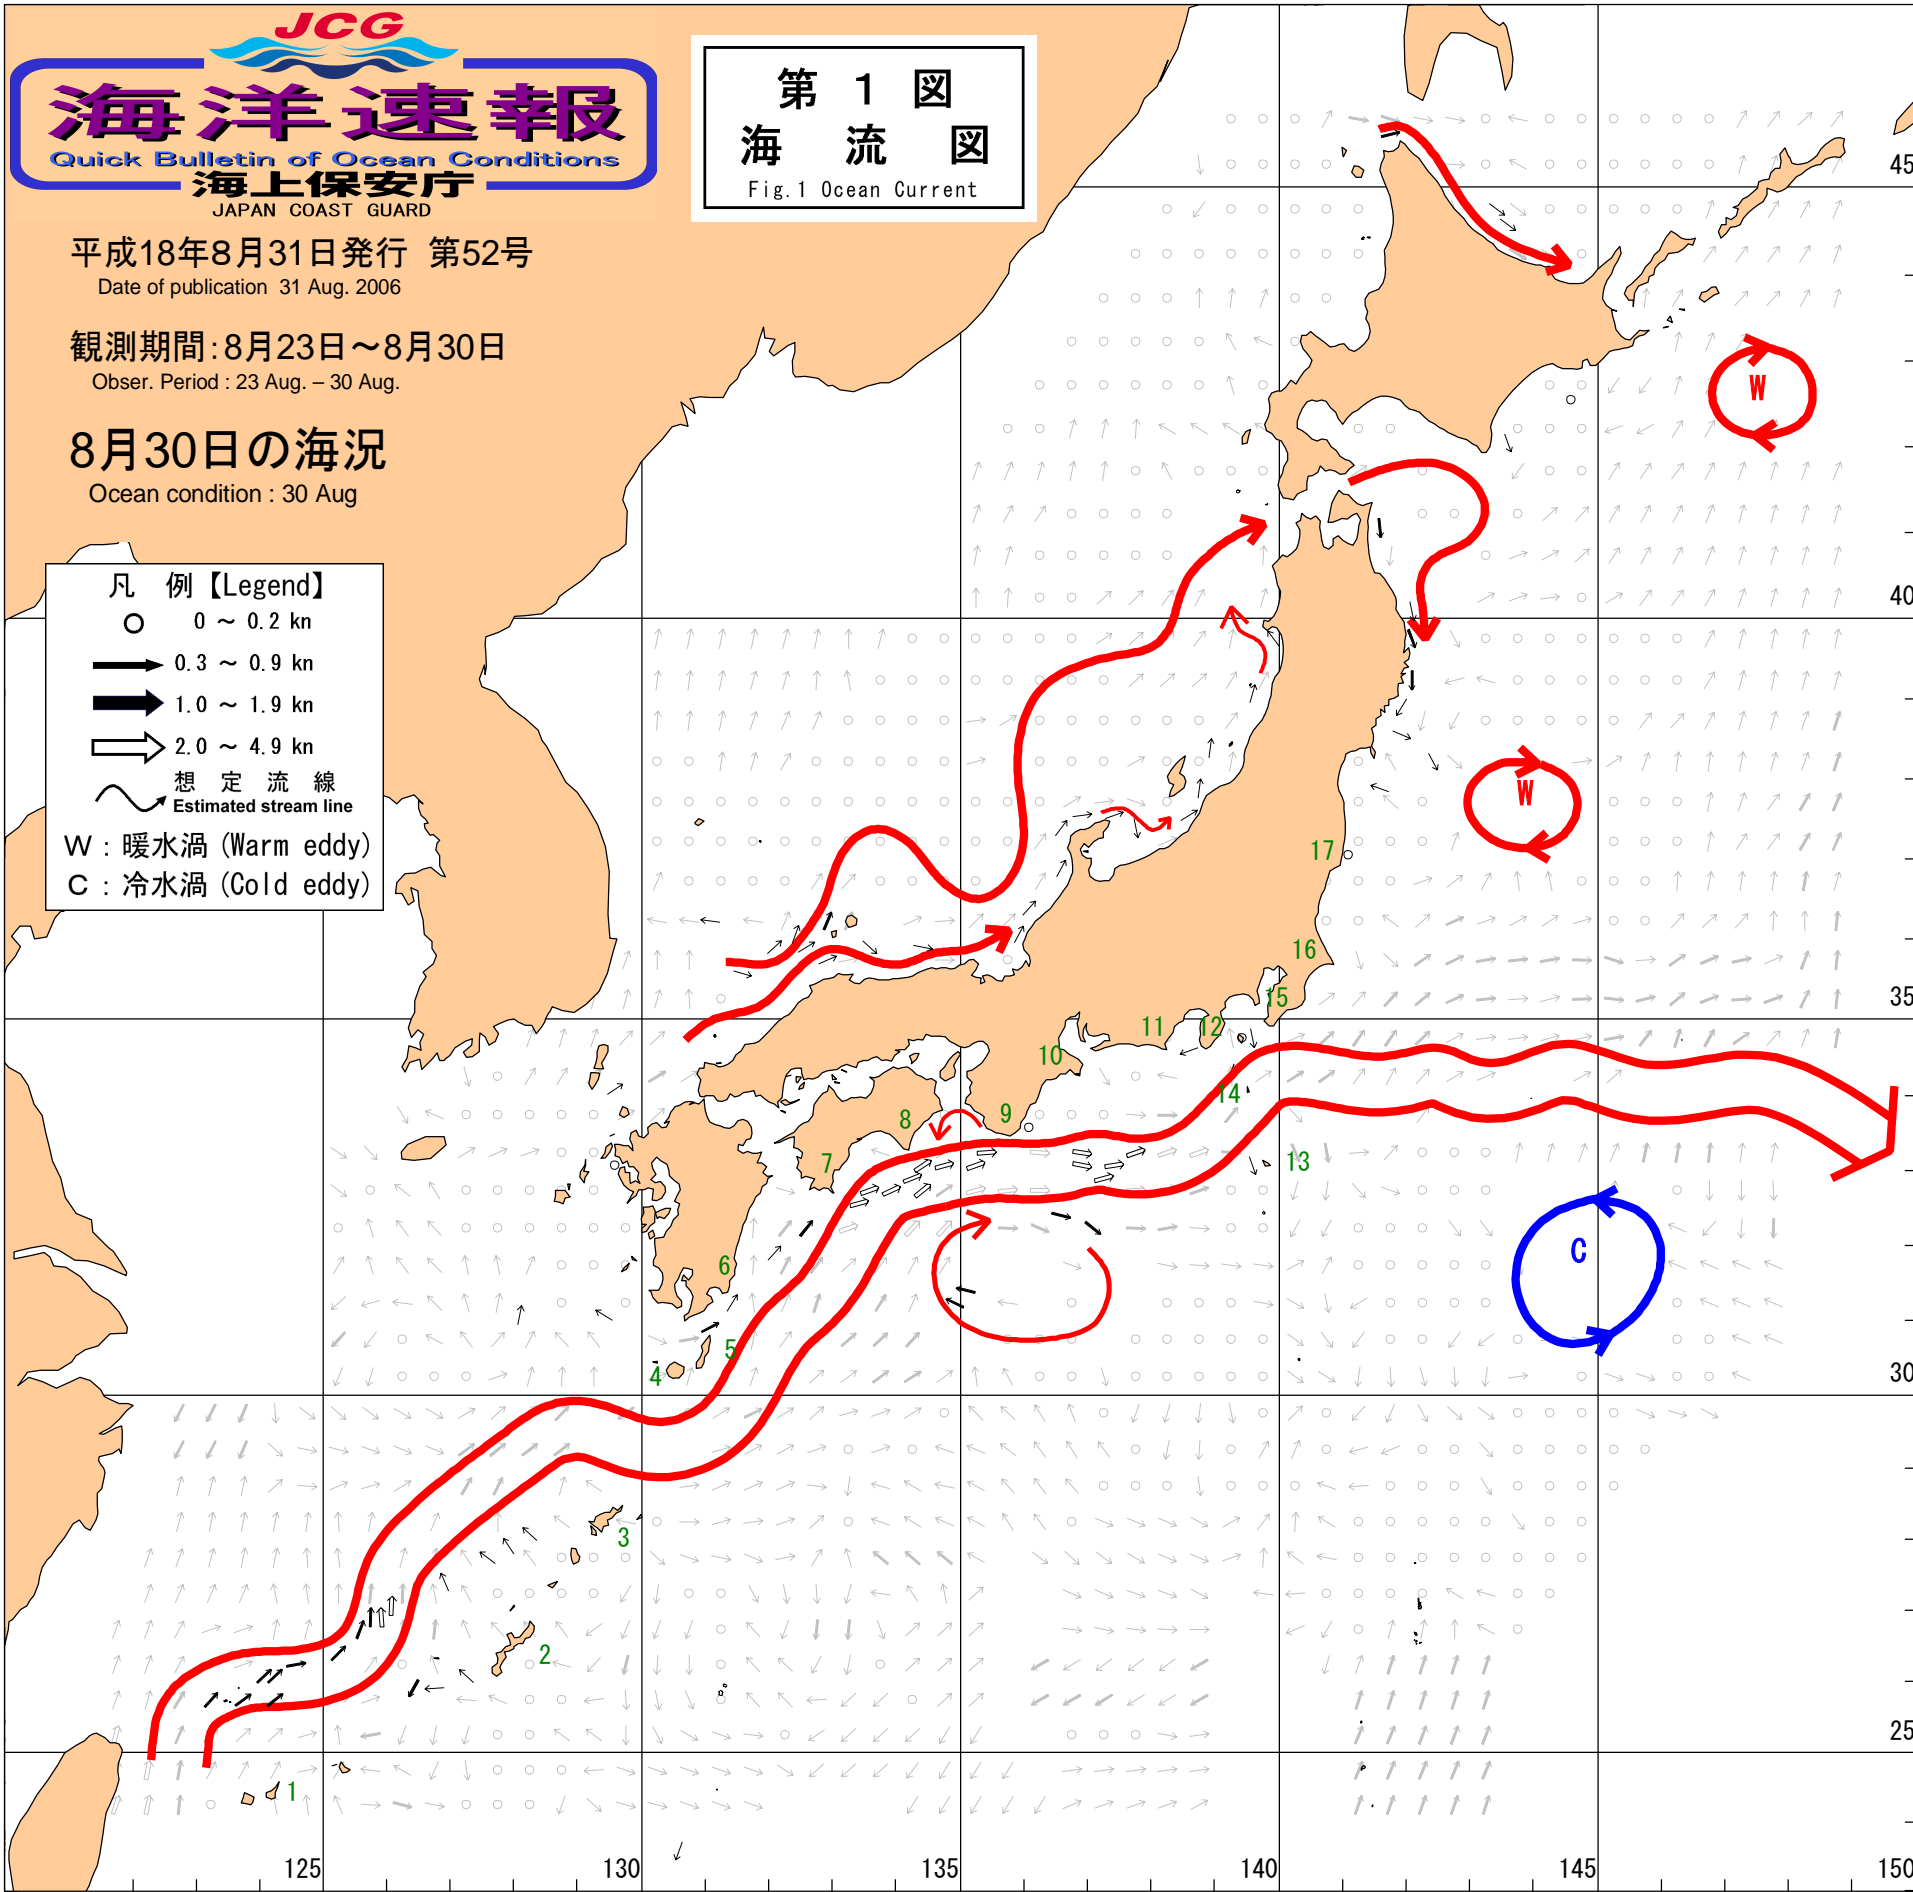 JCG
海洋速報
Quick Bulletin of Ocean Conditions
海上保安庁
JAPAN COAST GUARD
平成18年8月31日発行 第52号
Date of publication 31 Aug. 2006
観測期間:8月23日～8月30日
Obser. Period : 23 Aug. – 30 Aug.
8月30日の海況
Ocean condition : 30 Aug
第 1 図
海 流 図
Fig.1 Ocean Current
凡 例【Legend】
0 ～ 0.2 kn
0.3 ～ 0.9 kn
1.0 ～ 1.9 kn
2.0 ～ 4.9 kn
想 定 流 線
Estimated stream line
W : 暖水渦 (Warm eddy)
C : 冷水渦 (Cold eddy)
45
W
40
W
17
16
35
15
11
12
10
14
9
8
13
7
C
6
5
4
30
3
2
25
1
125
130
135
140
145
150